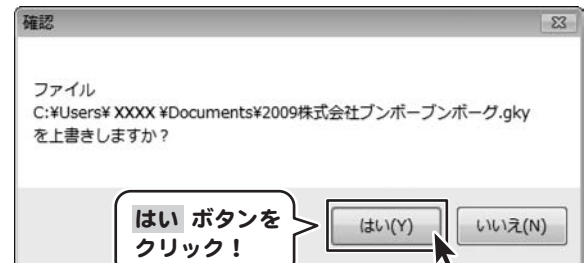 確認
ファイル
C:¥Users¥ XXXX ¥Documents¥2009株式会社ブンボーブンボーグ.gky
を上書きしますか？
はい ボタンを
クリック！
はい(Y)
いいえ(N)